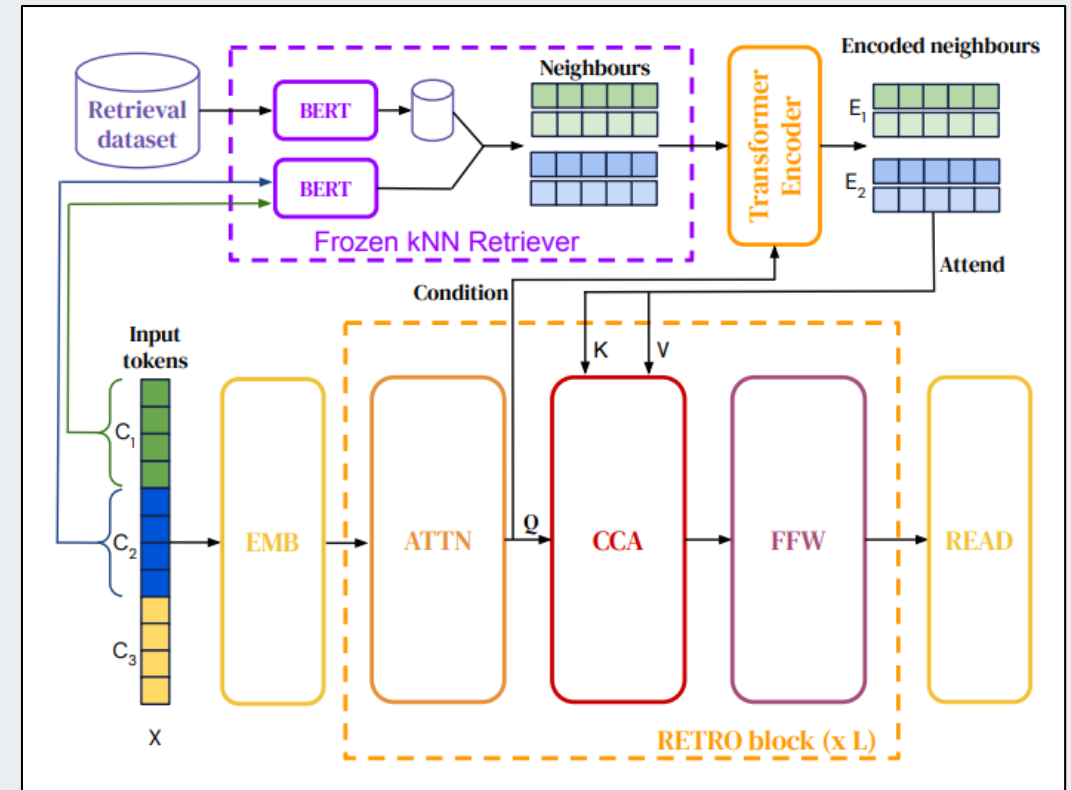 Encoded neighbours
Neighbours
Retrieval
dataset
BERT
BERT
Frozen kNN Retriever
Transformer
Encoder
E1
E2
Attend
Condition
Input
tokens
K
V
C1
C2
C3
X
EMB
ATTN
Q
CCA
FFW
READ
RETRO block (x L)